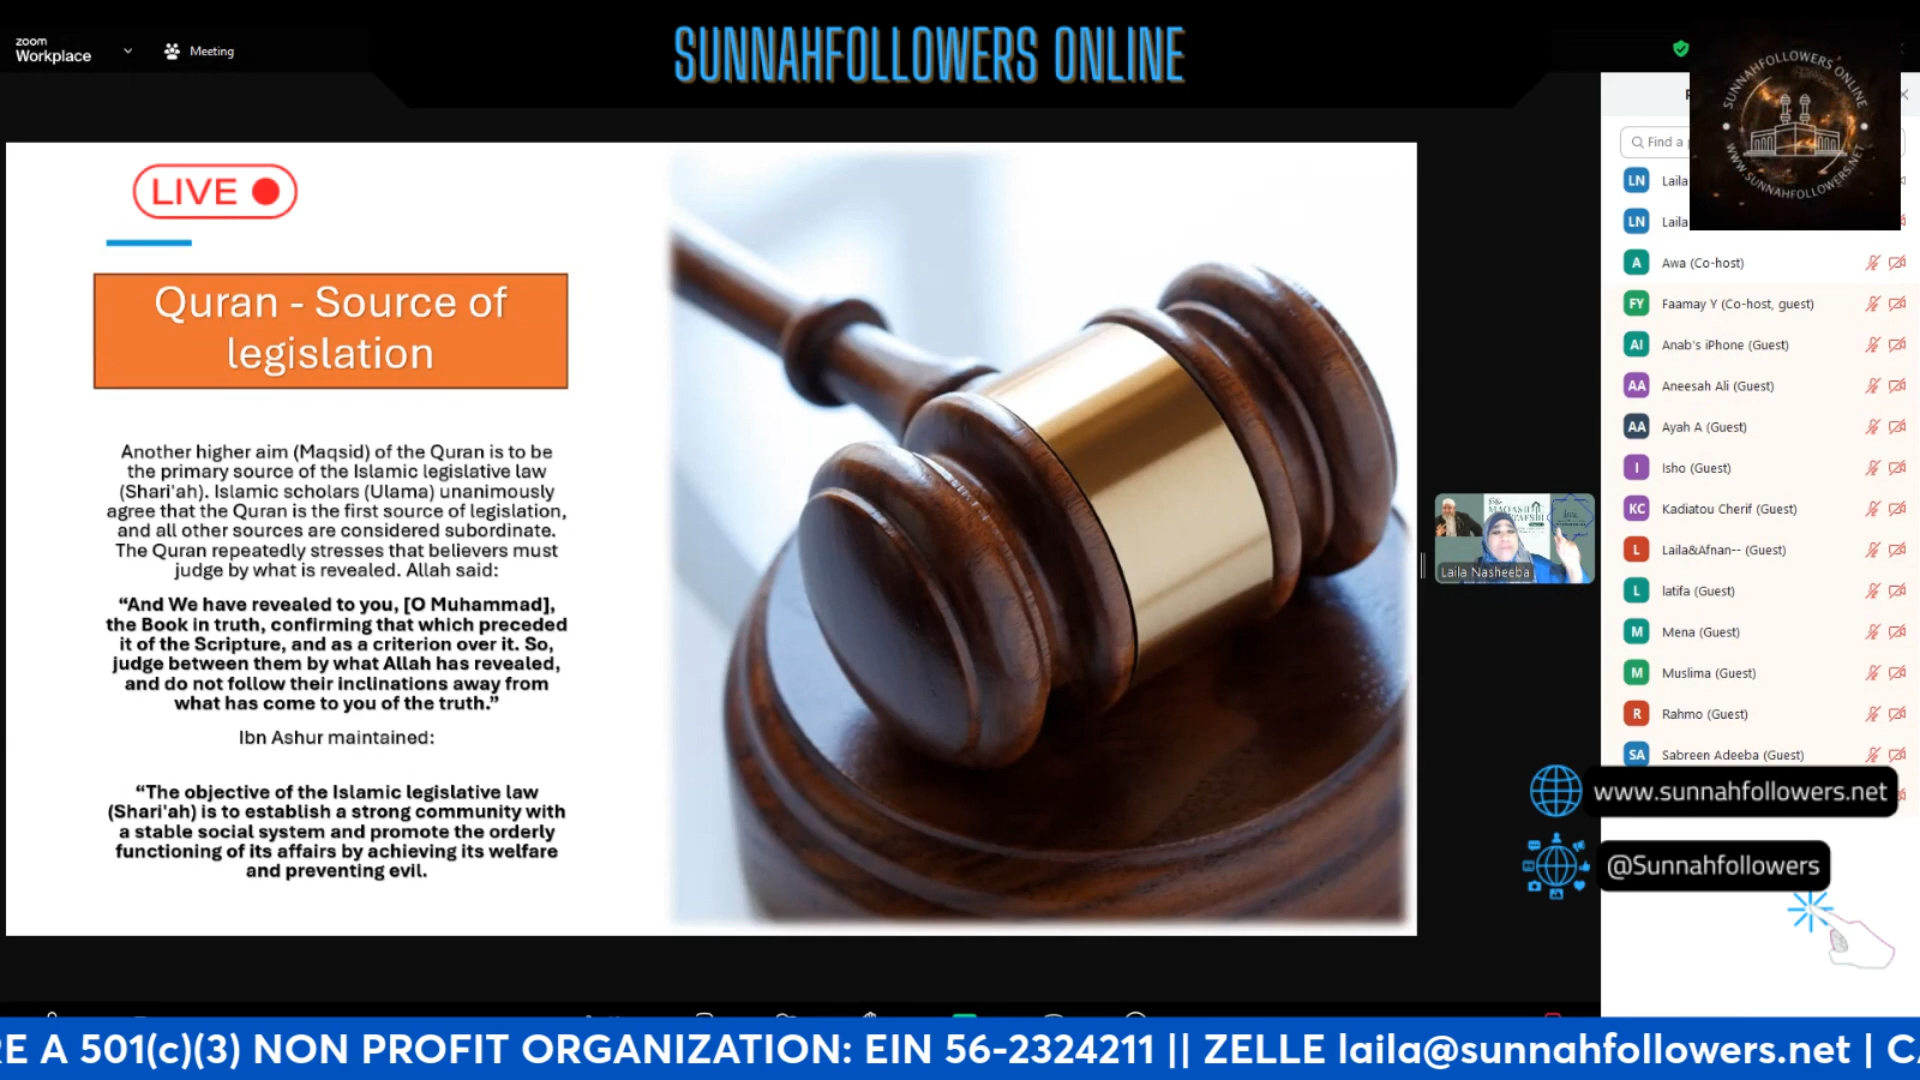 zoom
Workplace
Meeting
SUNNAHFOLLOWERS ONLINE
SUNNAHFOLLOWERS ONLINE
WWW.SUNNAHFOLLOWERS.NET
LIVE
Quran - Source of
legislation
Another higher aim (Maqsid) of the Quran is to be
the primary source of the Islamic legislative law
(Shari'ah). Islamic scholars (Ulama) unanimously
agree that the Quran is the first source of legislation,
and all other sources are considered subordinate.
The Quran repeatedly stresses that believers must
judge by what is revealed. Allah said:
“And We have revealed to you, [O Muhammad],
the Book in truth, confirming that which preceded
it of the Scripture, and as a criterion over it. So,
judge between them by what Allah has revealed,
and do not follow their inclinations away from
what has come to you of the truth.”
Ibn Ashur maintained:
“The objective of the Islamic legislative law
(Shari'ah) is to establish a strong community with
a stable social system and promote the orderly
functioning of its affairs by achieving its welfare
and preventing evil.
Laila Nasheeba
Find a
LN Laila
LN Laila
A Awa (Co-host)
FY Faamay Y (Co-host, guest)
AI Anab's iPhone (Guest)
AA Aneesah Ali (Guest)
AA Ayah A (Guest)
I Isho (Guest)
KC Kadiatou Cherif (Guest)
L Laila&Afnan-- (Guest)
L latifa (Guest)
M Mena (Guest)
M Muslima (Guest)
R Rahmo (Guest)
SA Sabreen Adeeba (Guest)
www.sunnahfollowers.net
@Sunnahfollowers
RE A 501(c)(3) NON PROFIT ORGANIZATION: EIN 56-2324211 || ZELLE laila@sunnahfollowers.net | CA